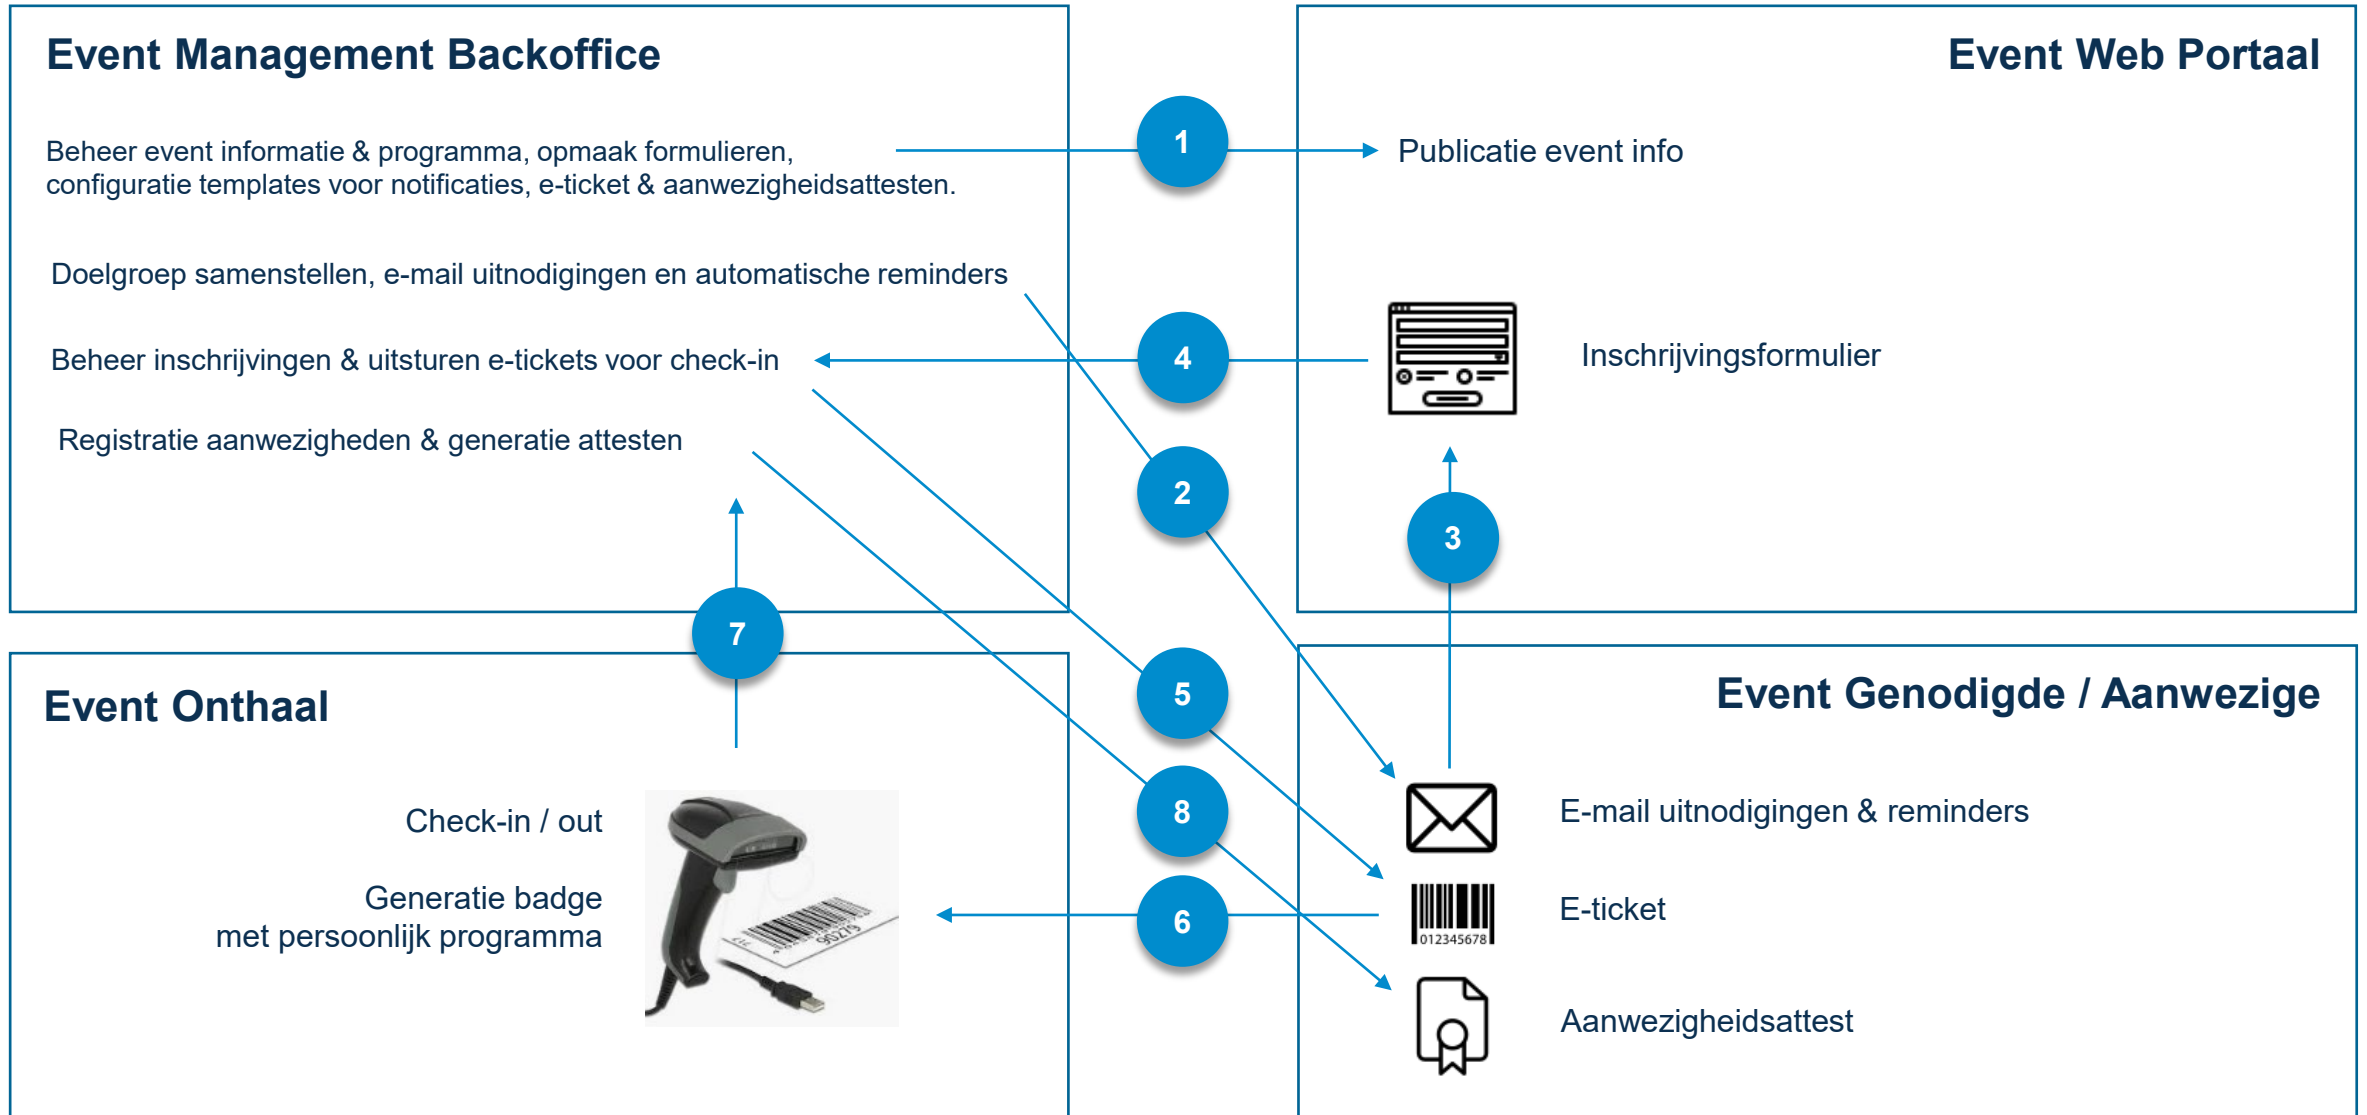 Event Management Backoffice
Beheer event informatie & programma, opmaak formulieren,
configuratie templates voor notificaties, e-ticket & aanwezigheidsattesten.
Doelgroep samenstellen, e-mail uitnodigingen en automatische reminders
Beheer inschrijvingen & uitsturen e-tickets voor check-in
Registratie aanwezigheden & generatie attesten
1
4
2
3
7
5
8
6
Event Web Portaal
Publicatie event info
Inschrijvingsformulier
Event Onthaal
Check-in / out
Generatie badge
met persoonlijk programma
90279
Event Genodigde / Aanwezige
E-mail uitnodigingen & reminders
E-ticket
012345678
Aanwezigheidsattest